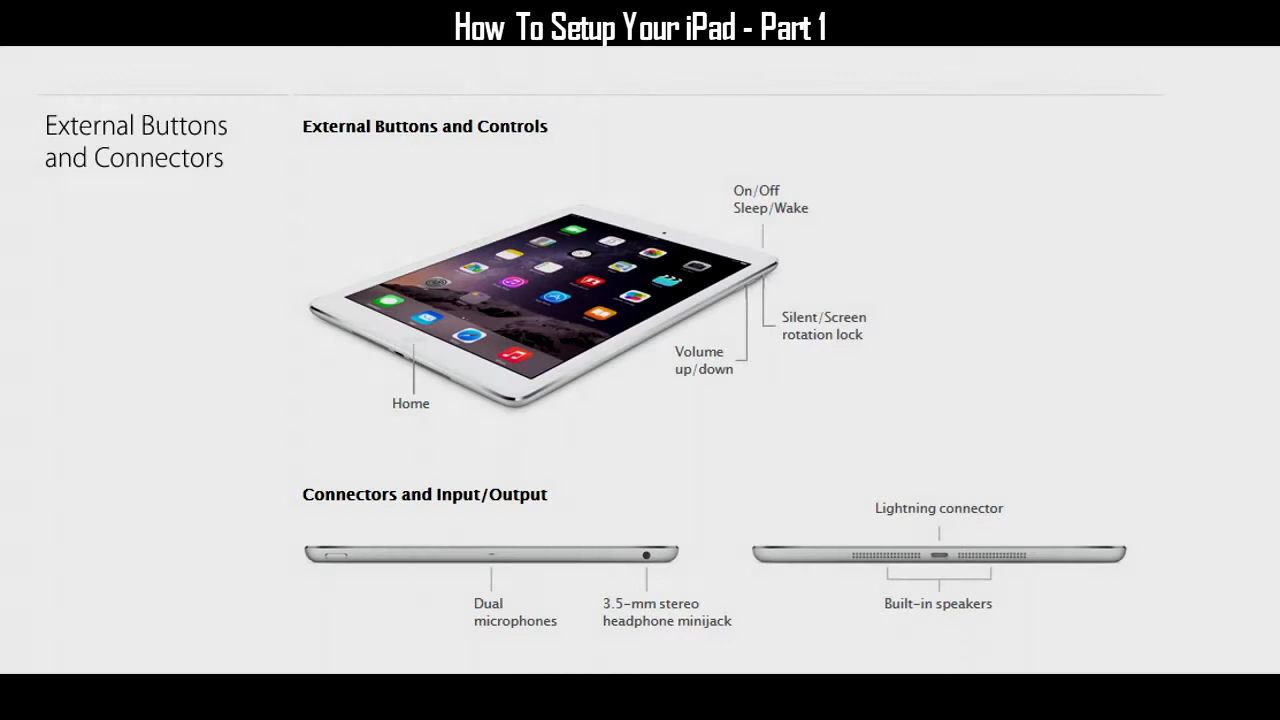 How To Setup Your iPad - Part 1
External Buttons
and Connectors
External Buttons and Controls
On/Off
Sleep/Wake
Silent/Screen
rotation lock
Volume
up/down
Home
Connectors and Input/Output
Dual
microphones
3.5-mm stereo
headphone minijack
Lightning connector
Built-in speakers